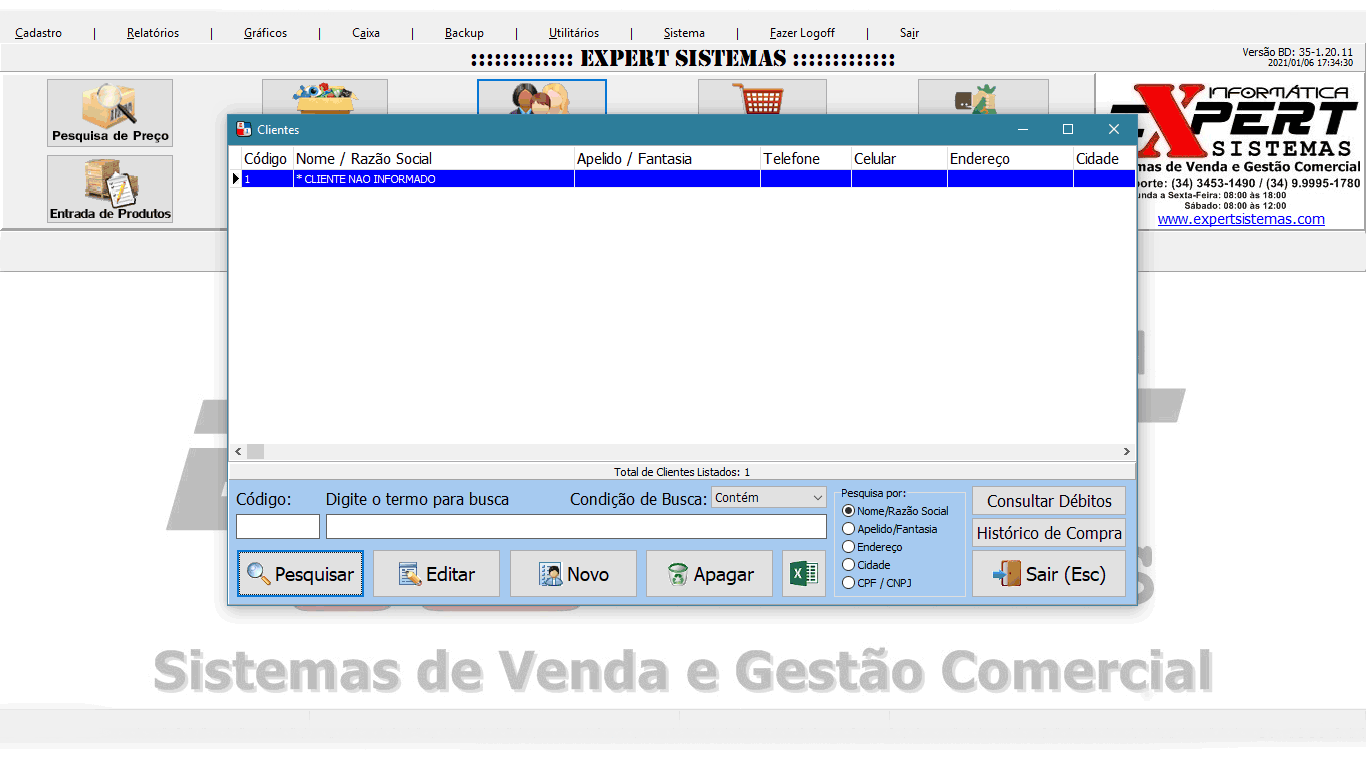 Cadastro | Relatórios | Gráficos | Caixa | Backup | Utilitários | Sistema | Fazer Logoff | Sair
:::::::::::: EXPERT SISTEMAS ::::::::::::
Versão BD: 35-1.20.11
2021/01/06 17:34:30
Pesquisa de Preço
Entrada de Produtos
INFORMÁTICA
EXPERT
SISTEMAS
mas de Venda e Gestão Comercial
orte: (34) 3453-1490 / (34) 9.9995-1780
unda a Sexta-Feira: 08:00 às 18:00
Sábado: 08:00 às 12:00
www.expertsistemas.com
Clientes
Código Nome / Razão Social Apelido / Fantasia Telefone Celular Endereço Cidade
1 * CLIENTE NAO INFORMADO
Total de Clientes Listados: 1
Código: Digite o termo para busca Condição de Busca: Contém
Pesquisa por:
Nome/Razão Social
Apelido/Fantasia
Endereço
Cidade
CPF / CNPJ
Consultar Débitos
Histórico de Compra
Pesquisar Editar Novo Apagar Sair (Esc)
Sistemas de Venda e Gestão Comercial